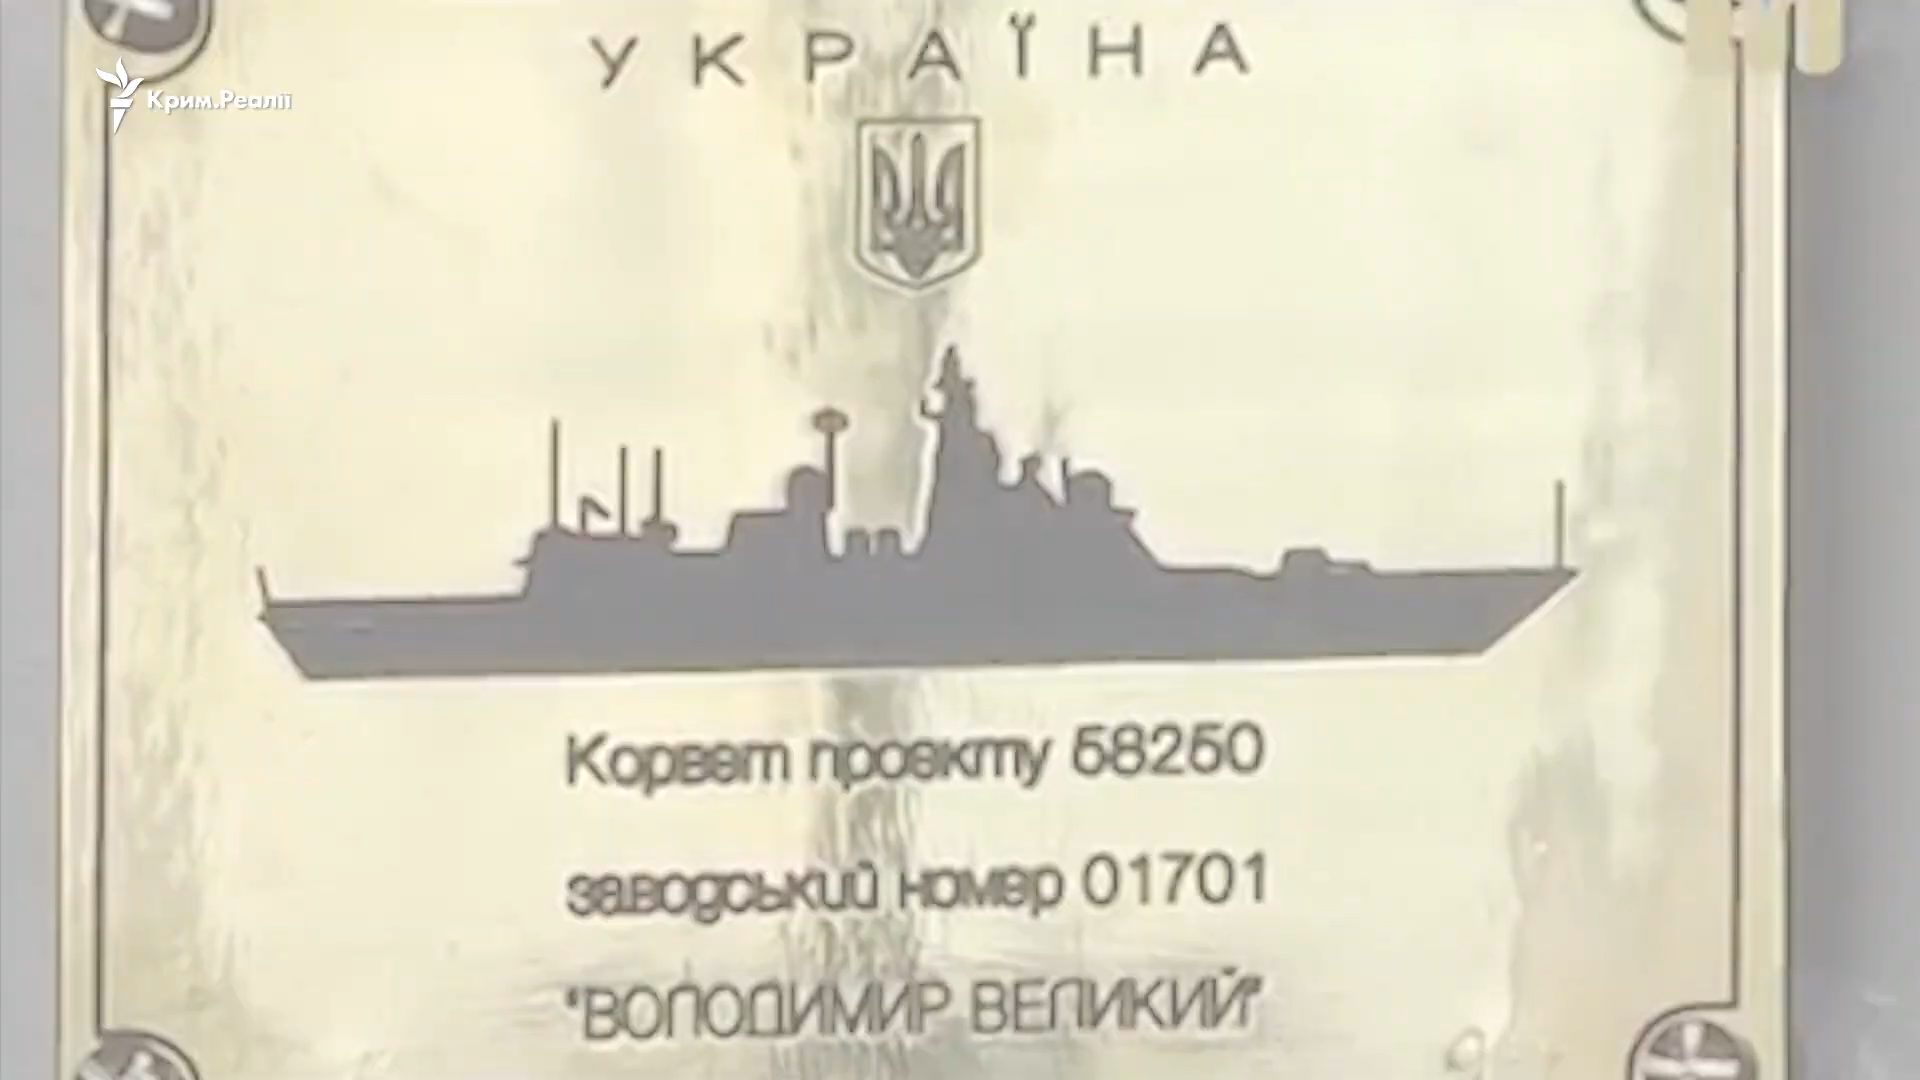 УКРАЇНА
Крим.Реалії
Корвет проекту 58250
заводський номер 01701
"ВОЛОДИМИР ВЕЛИКИЙ"